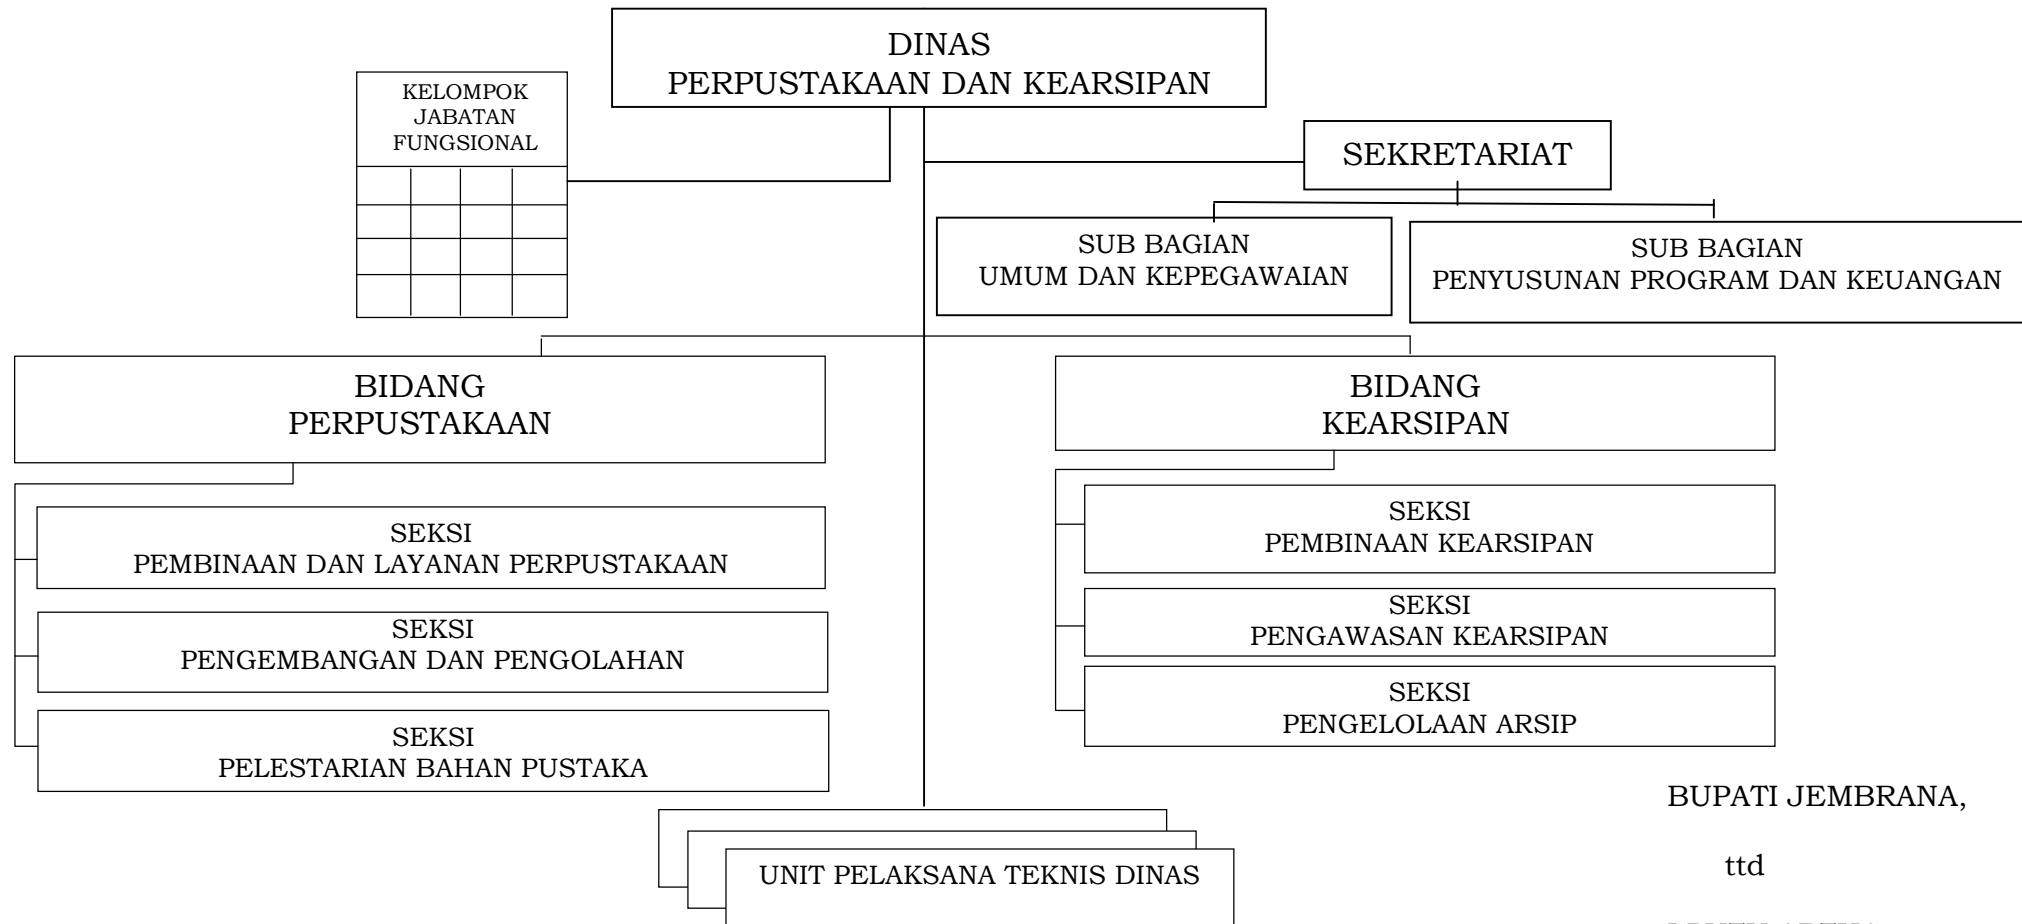 DINAS
PERPUSTAKAAN DAN KEARSIPAN
KELOMPOK
JABATAN
FUNGSIONAL
SEKRETARIAT
SUB BAGIAN
UMUM DAN KEPEGAWAIAN
SUB BAGIAN
PENYUSUNAN PROGRAM DAN KEUANGAN
BIDANG
PERPUSTAKAAN
BIDANG
KEARSIPAN
SEKSI
PEMBINAAN DAN LAYANAN PERPUSTAKAAN
SEKSI
PENGEMBANGAN DAN PENGOLAHAN
SEKSI
PELESTARIAN BAHAN PUSTAKA
SEKSI
PEMBINAAN KEARSIPAN
SEKSI
PENGAWASAN KEARSIPAN
SEKSI
PENGELOLAAN ARSIP
UNIT PELAKSANA TEKNIS DINAS
BUPATI JEMBRANA,
ttd